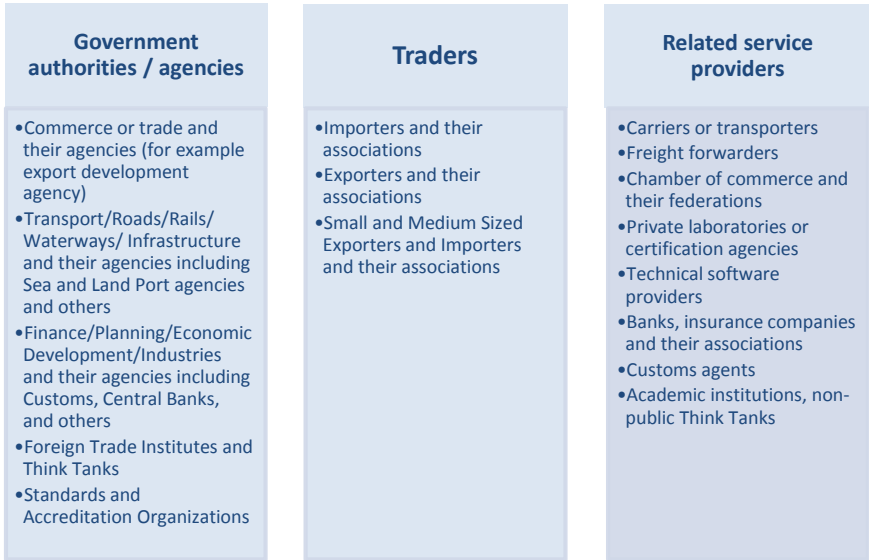 Government
authorities / agencies
•Commerce or trade and
their agencies (for example
export development
agency)
•Transport/Roads/Rails/
Waterways/ Infrastructure
and their agencies including
Sea and Land Port agencies
and others
•Finance/Planning/Economic
Development/Industries
and their agencies including
Customs, Central Banks,
and others
•Foreign Trade Institutes and
Think Tanks
•Standards and
Accreditation Organizations
Traders
•Importers and their
associations
•Exporters and their
associations
•Small and Medium Sized
Exporters and Importers
and their associations
Related service
providers
•Carriers or transporters
•Freight forwarders
•Chamber of commerce and
their federations
•Private laboratories or
certification agencies
•Technical software
providers
•Banks, insurance companies
and their associations
•Customs agents
•Academic institutions, non-
public Think Tanks